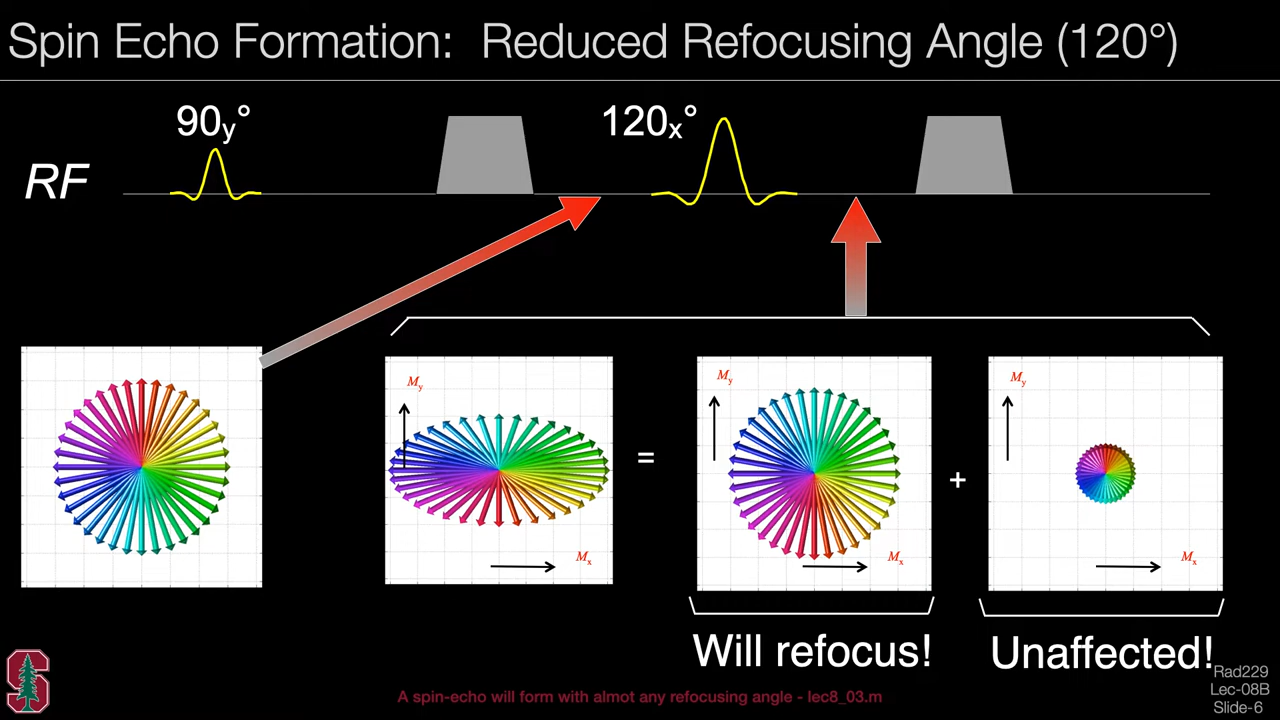 Spin Echo Formation: Reduced Refocusing Angle (120°)
90y°
120x°
RF
My
Mx
=
My
Mx
+
My
Mx
Will refocus!
Unaffected!
A spin-echo will form with almot any refocusing angle - lec8_03.m
Rad229
Lec-08B
Slide-6